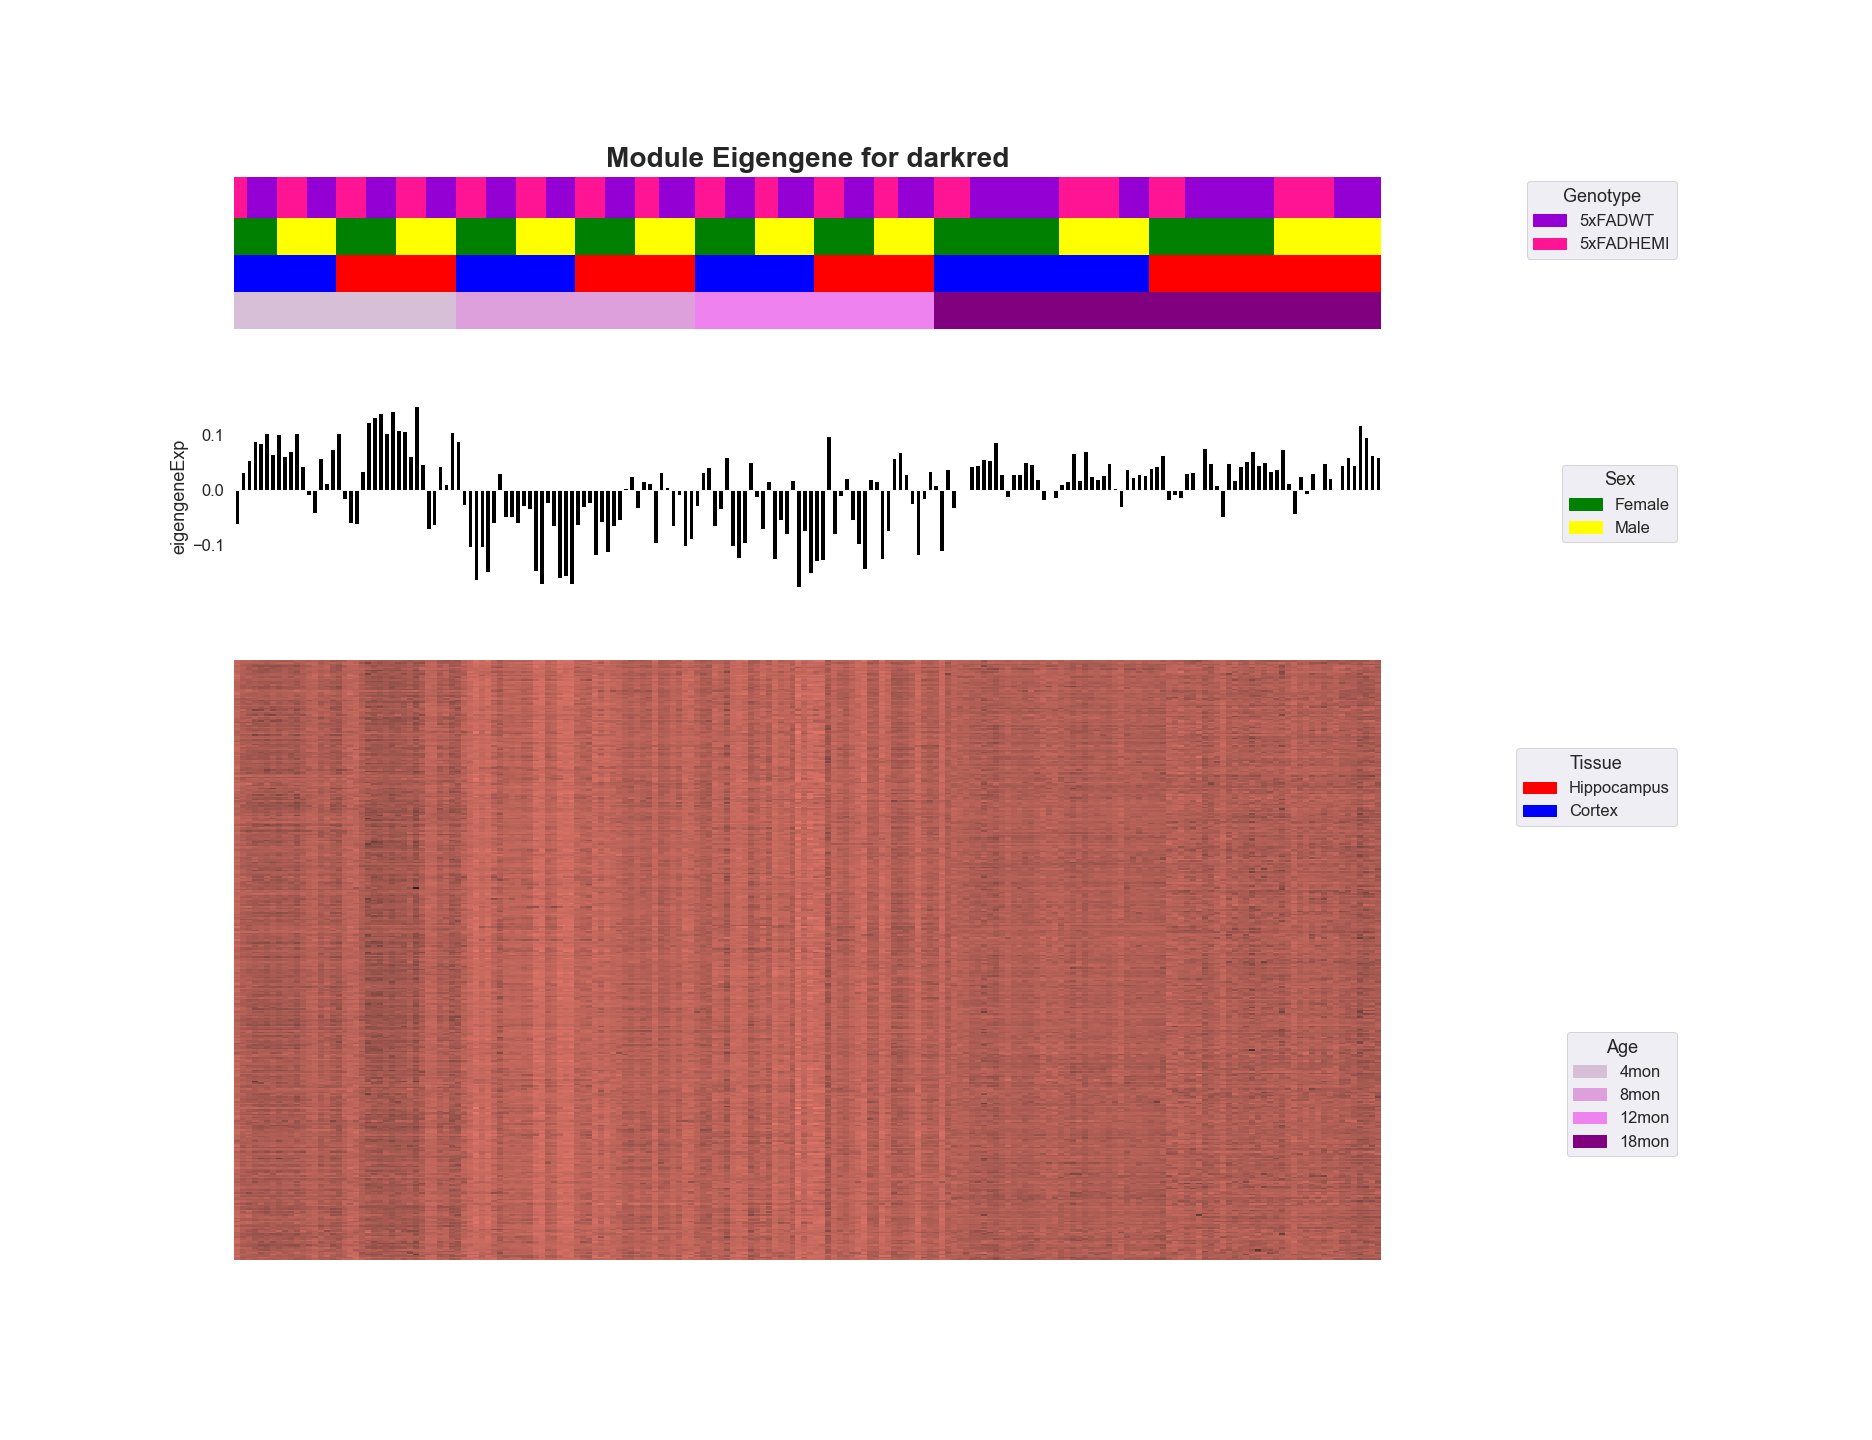 Module Eigengene for darkred
Genotype
5xFADWT
5xFADHEMI
eigengeneExp
0.1
0.0
−0.1
Sex
Female
Male
Tissue
Hippocampus
Cortex
Age
4mon
8mon
12mon
18mon